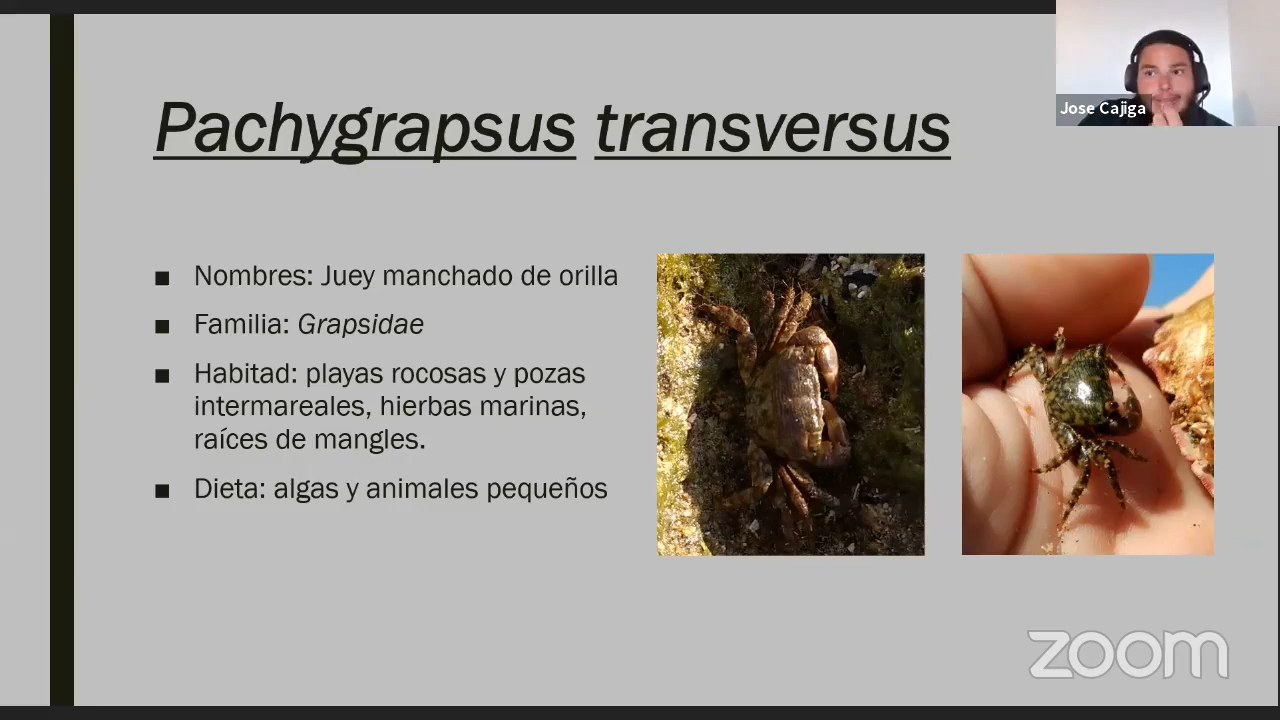 Jose Cajiga
Pachygrapsus transversus
■ Nombres: Juey manchado de orilla
■ Familia: Grapsidae
■ Habitad: playas rocosas y pozas
intermareales, hierbas marinas,
raíces de mangles.
■ Dieta: algas y animales pequeños
zoom